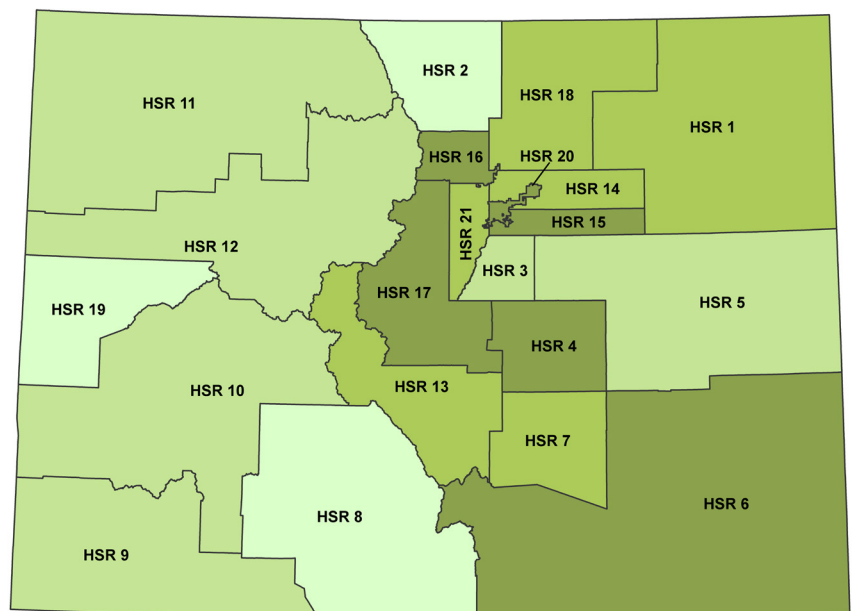 HSR 2
HSR 11
HSR 18
HSR 1
HSR 16
HSR 20
HSR 14
HSR 15
HSR 21
HSR 12
HSR 3
HSR 17
HSR 5
HSR 19
HSR 4
HSR 13
HSR 10
HSR 7
HSR 6
HSR 8
HSR 9